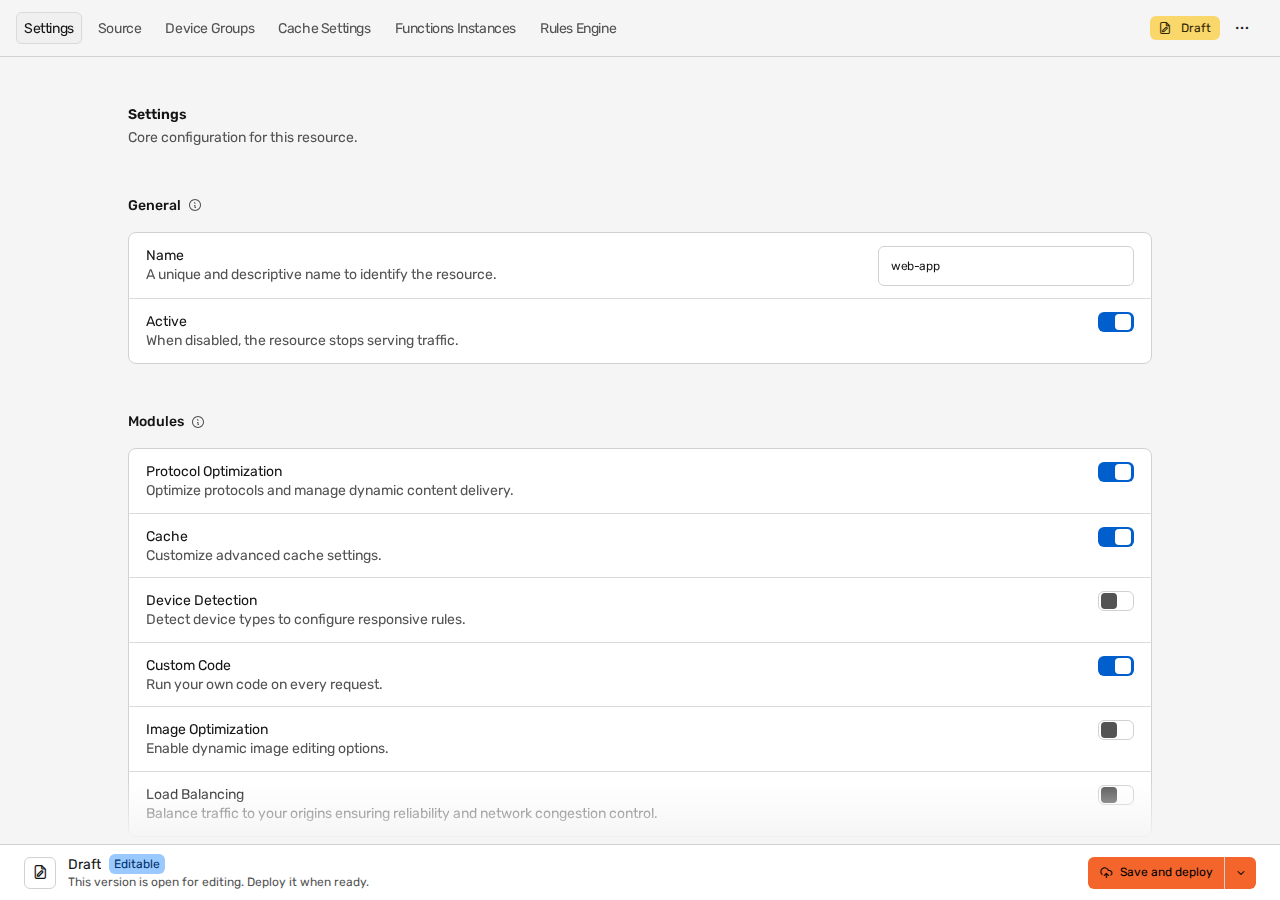 Settings Source Device Groups Cache Settings Functions Instances Rules Engine Draft
Settings
Core configuration for this resource.
General
Name
A unique and descriptive name to identify the resource.
web-app
Active
When disabled, the resource stops serving traffic.
Modules
Protocol Optimization
Optimize protocols and manage dynamic content delivery.
Cache
Customize advanced cache settings.
Device Detection
Detect device types to configure responsive rules.
Custom Code
Run your own code on every request.
Image Optimization
Enable dynamic image editing options.
Load Balancing
Balance traffic to your origins ensuring reliability and network congestion control.
Draft Editable
This version is open for editing. Deploy it when ready.
Save and deploy